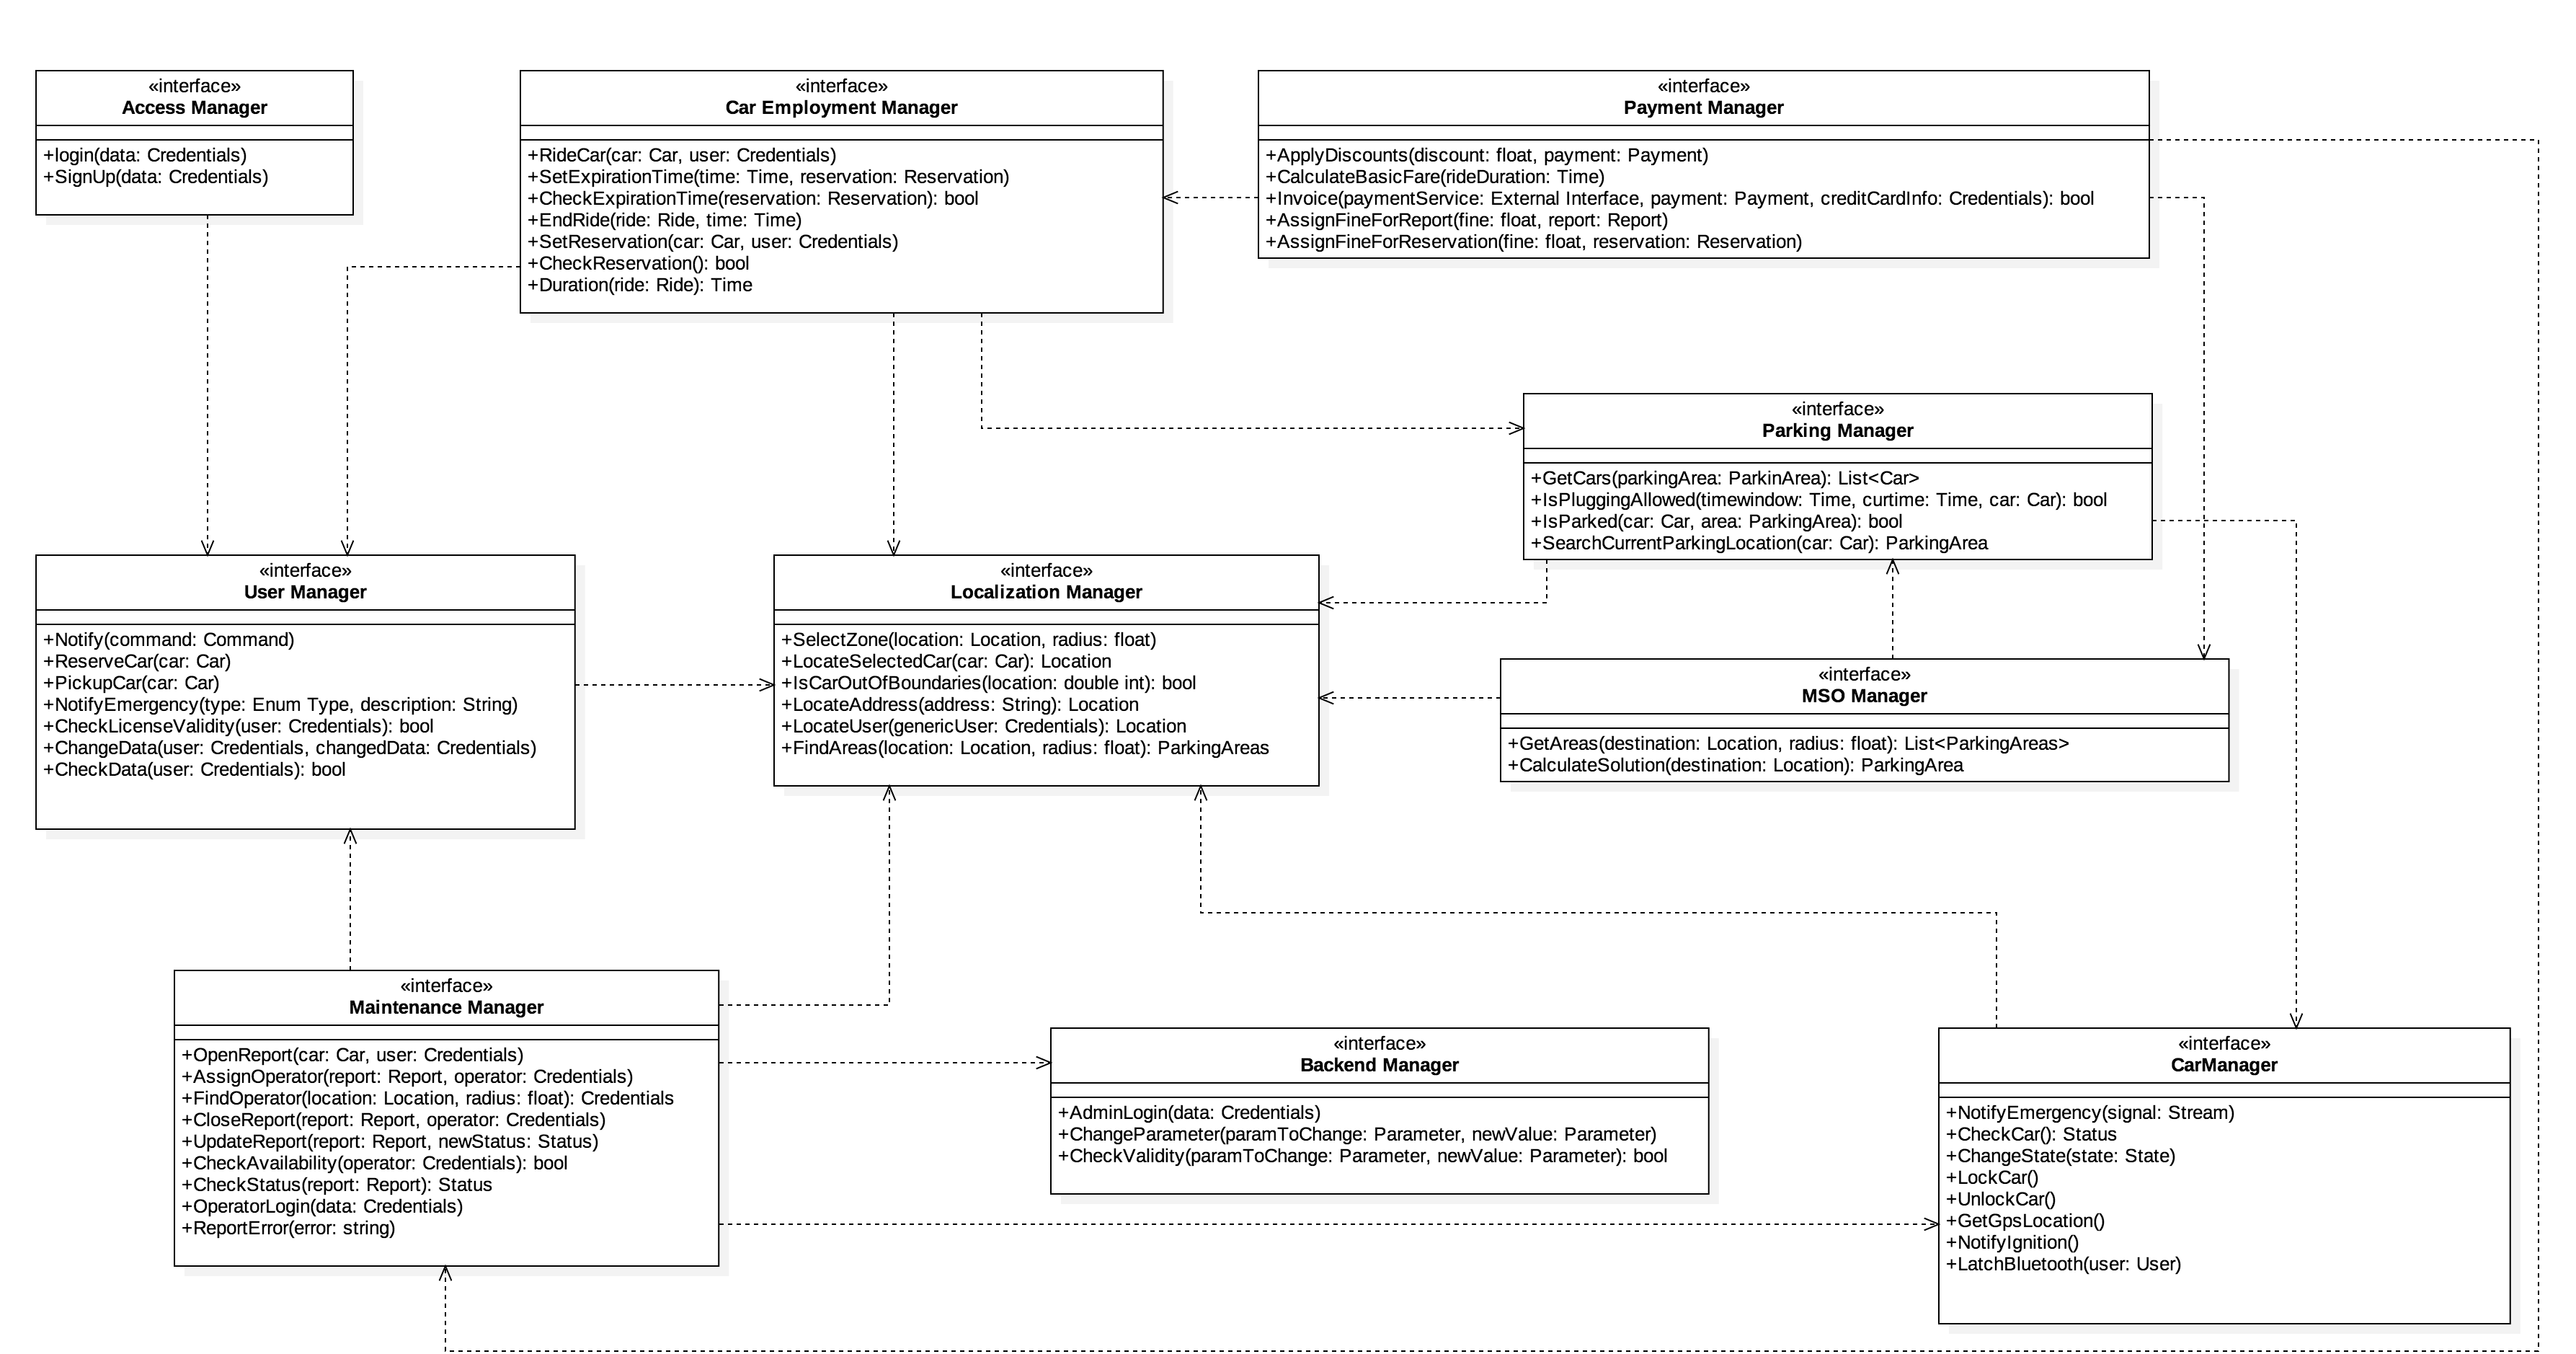 «interface»
Access Manager
+login(data: Credentials)
+SignUp(data: Credentials)
«interface»
Car Employment Manager
+RideCar(car: Car, user: Credentials)
+SetExpirationTime(time: Time, reservation: Reservation)
+CheckExpirationTime(reservation: Reservation): bool
+EndRide(ride: Ride, time: Time)
+SetReservation(car: Car, user: Credentials)
+CheckReservation(): bool
+Duration(ride: Ride): Time
«interface»
Payment Manager
+ApplyDiscounts(discount: float, payment: Payment)
+CalculateBasicFare(rideDuration: Time)
+Invoice(paymentService: External Interface, payment: Payment, creditCardInfo: Credentials): bool
+AssignFineForReport(fine: float, report: Report)
+AssignFineForReservation(fine: float, reservation: Reservation)
«interface»
Parking Manager
+GetCars(parkingArea: ParkinArea): List<Car>
+IsPluggingAllowed(timewindow: Time, curtime: Time, car: Car): bool
+IsParked(car: Car, area: ParkingArea): bool
+SearchCurrentParkingLocation(car: Car): ParkingArea
«interface»
User Manager
+Notify(command: Command)
+ReserveCar(car: Car)
+PickupCar(car: Car)
+NotifyEmergency(type: Enum Type, description: String)
+CheckLicenseValidity(user: Credentials): bool
+ChangeData(user: Credentials, changedData: Credentials)
+CheckData(user: Credentials): bool
«interface»
Localization Manager
+SelectZone(location: Location, radius: float)
+LocateSelectedCar(car: Car): Location
+IsCarOutOfBoundaries(location: double int): bool
+LocateAddress(address: String): Location
+LocateUser(genericUser: Credentials): Location
+FindAreas(location: Location, radius: float): ParkingAreas
«interface»
MSO Manager
+GetAreas(destination: Location, radius: float): List<ParkingAreas>
+CalculateSolution(destination: Location): ParkingArea
«interface»
Maintenance Manager
+OpenReport(car: Car, user: Credentials)
+AssignOperator(report: Report, operator: Credentials)
+FindOperator(location: Location, radius: float): Credentials
+CloseReport(report: Report, operator: Credentials)
+UpdateReport(report: Report, newStatus: Status)
+CheckAvailability(operator: Credentials): bool
+CheckStatus(report: Report): Status
+OperatorLogin(data: Credentials)
+ReportError(error: string)
«interface»
Backend Manager
+AdminLogin(data: Credentials)
+ChangeParameter(paramToChange: Parameter, newValue: Parameter)
+CheckValidity(paramToChange: Parameter, newValue: Parameter): bool
«interface»
CarManager
+NotifyEmergency(signal: Stream)
+CheckCar(): Status
+ChangeState(state: State)
+LockCar()
+UnlockCar()
+GetGpsLocation()
+NotifyIgnition()
+LatchBluetooth(user: User)